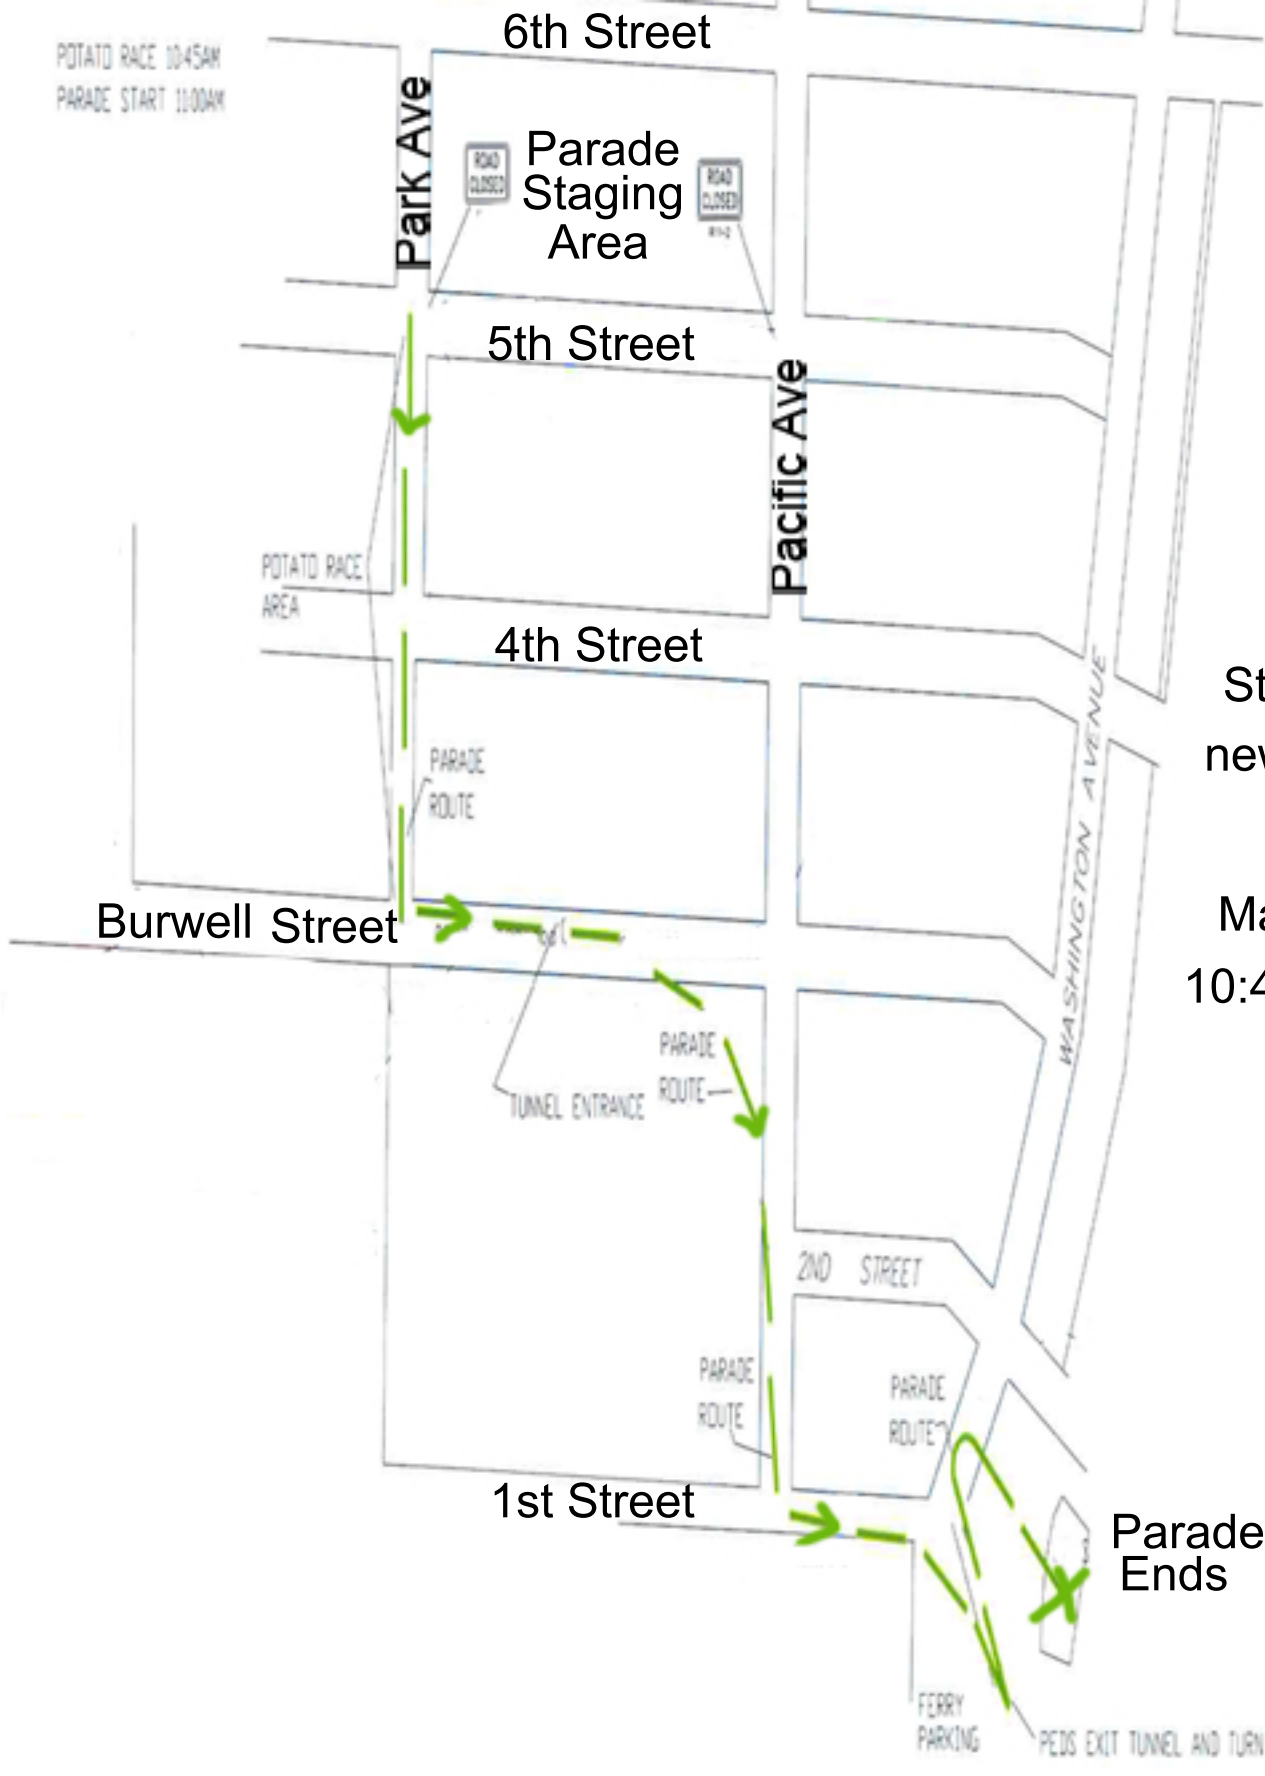 6th Street
POTATO RACE 10:45AM
PARADE START 11:00AM
Park Ave
ROAD
CLOSED
Parade
Staging
Area
ROAD
CLOSED
R11-2
5th Street
Pacific Ave
POTATO RACE
AREA
4th Street
WASHINGTON AVENUE
St
new
PARADE
ROUTE
Ma
10:4
Burwell Street
PARADE
ROUTE
TUNNEL ENTRANCE
2ND STREET
PARADE
ROUTE
PARADE
ROUTE
1st Street
Parade
Ends
FERRY
PARKING
PEDS EXIT TUNNEL AND TURN